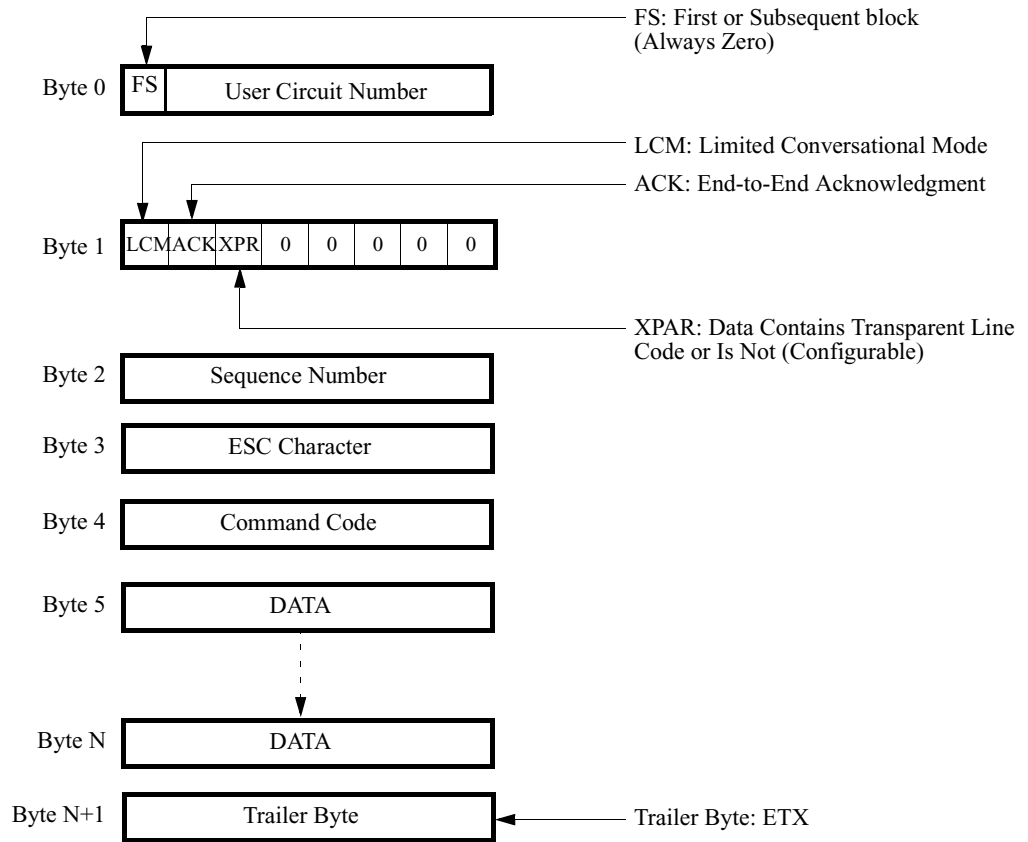 FS: First or Subsequent block
(Always Zero)
Byte 0
FS
User Circuit Number
LCM: Limited Conversational Mode
ACK: End-to-End Acknowledgment
Byte 1
LCM ACK XPR 0 0 0 0 0
XPAR: Data Contains Transparent Line
Code or Is Not (Configurable)
Byte 2
Sequence Number
Byte 3
ESC Character
Byte 4
Command Code
Byte 5
DATA
Byte N
DATA
Byte N+1
Trailer Byte
Trailer Byte: ETX